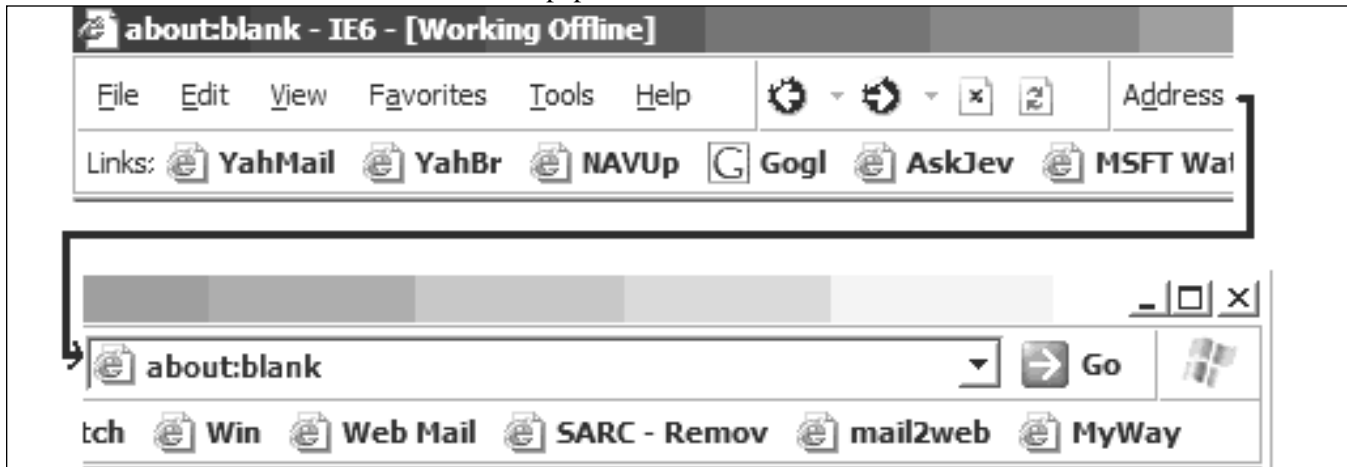 about:blank - IE6 - [Working Offline]
File Edit View Favorites Tools Help Address
Links: YahMail YahBr NAVUp G Gogl AskJev MSFT Wat
about:blank Go
tch Win Web Mail SARC - Remov mail2web MyWay